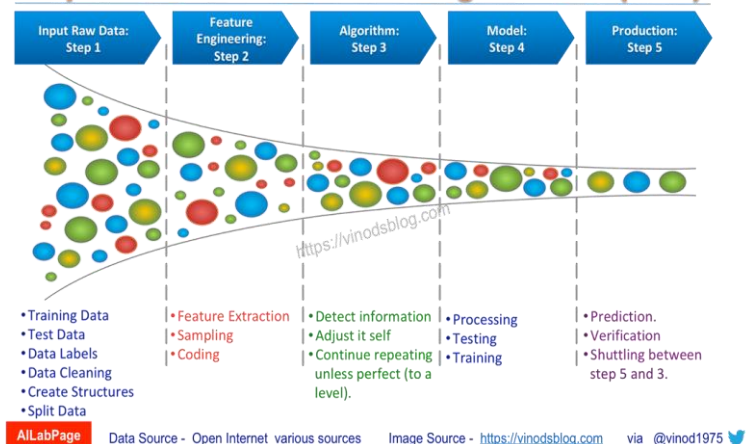 Input Raw Data:
Step 1
Feature
Engineering:
Step 2
Algorithm:
Step 3
Model:
Step 4
Production:
Step 5
https://vinodsblog.com
•Training Data
•Test Data
•Data Labels
•Data Cleaning
•Create Structures
•Split Data
•Feature Extraction
•Sampling
•Coding
•Detect information
•Adjust it self
•Continue repeating
unless perfect (to a
level).
•Processing
•Testing
•Training
•Prediction.
•Verification
•Shuttling between
step 5 and 3.
AILabPage
Data Source - Open Internet various sources
Image Source - https://vinodsblog.com
via @vinod1975